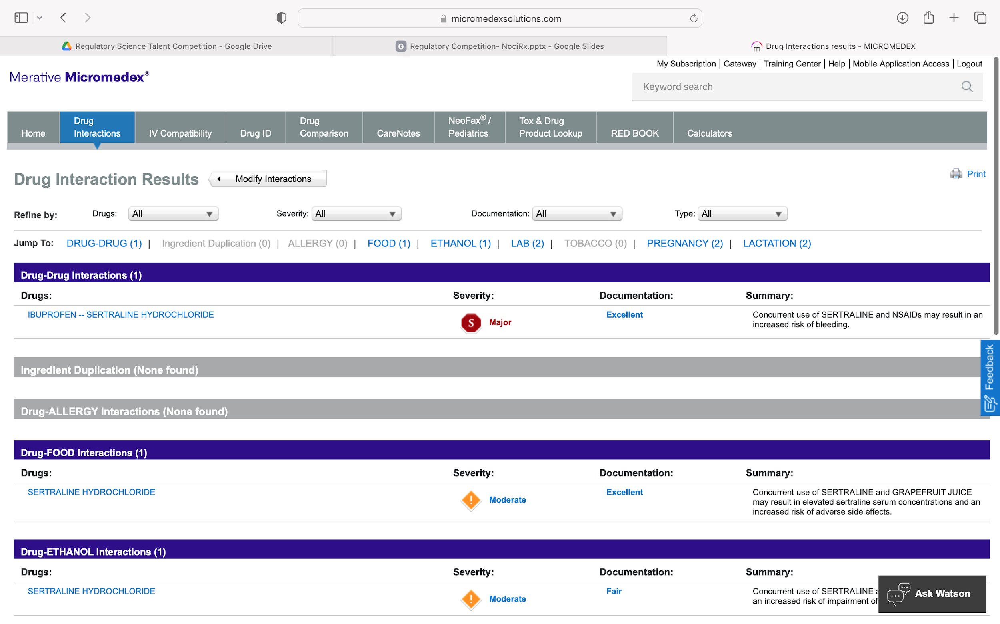 micromedexsolutions.com
Regulatory Science Talent Competition - Google Drive
G Regulatory Competition- NociRx.pptx - Google Slides
m Drug Interactions results - MICROMEDEX
My Subscription | Gateway | Training Center | Help | Mobile Application Access | Logout
Merative Micromedex®
Keyword search
Home
Drug
Interactions
IV Compatibility
Drug ID
Drug
Comparison
CareNotes
NeoFax® /
Pediatrics
Tox & Drug
Product Lookup
RED BOOK
Calculators
Drug Interaction Results
Modify Interactions
Print
Refine by: Drugs: All Severity: All Documentation: All Type: All
Jump To: DRUG-DRUG (1) | Ingredient Duplication (0) | ALLERGY (0) | FOOD (1) | ETHANOL (1) | LAB (2) | TOBACCO (0) | PREGNANCY (2) | LACTATION (2)
Drug-Drug Interactions (1)
Drugs: Severity: Documentation: Summary:
IBUPROFEN -- SERTRALINE HYDROCHLORIDE
S Major
Excellent
Concurrent use of SERTRALINE and NSAIDs may result in an
increased risk of bleeding.
Feedback
Ingredient Duplication (None found)
Drug-ALLERGY Interactions (None found)
Drug-FOOD Interactions (1)
Drugs: Severity: Documentation: Summary:
SERTRALINE HYDROCHLORIDE
! Moderate
Excellent
Concurrent use of SERTRALINE and GRAPEFRUIT JUICE
may result in elevated sertraline serum concentrations and an
increased risk of adverse side effects.
Drug-ETHANOL Interactions (1)
Drugs: Severity: Documentation: Summary:
SERTRALINE HYDROCHLORIDE
! Moderate
Fair
Concurrent use of SERTRALINE
an increased risk of impairment of
Ask Watson